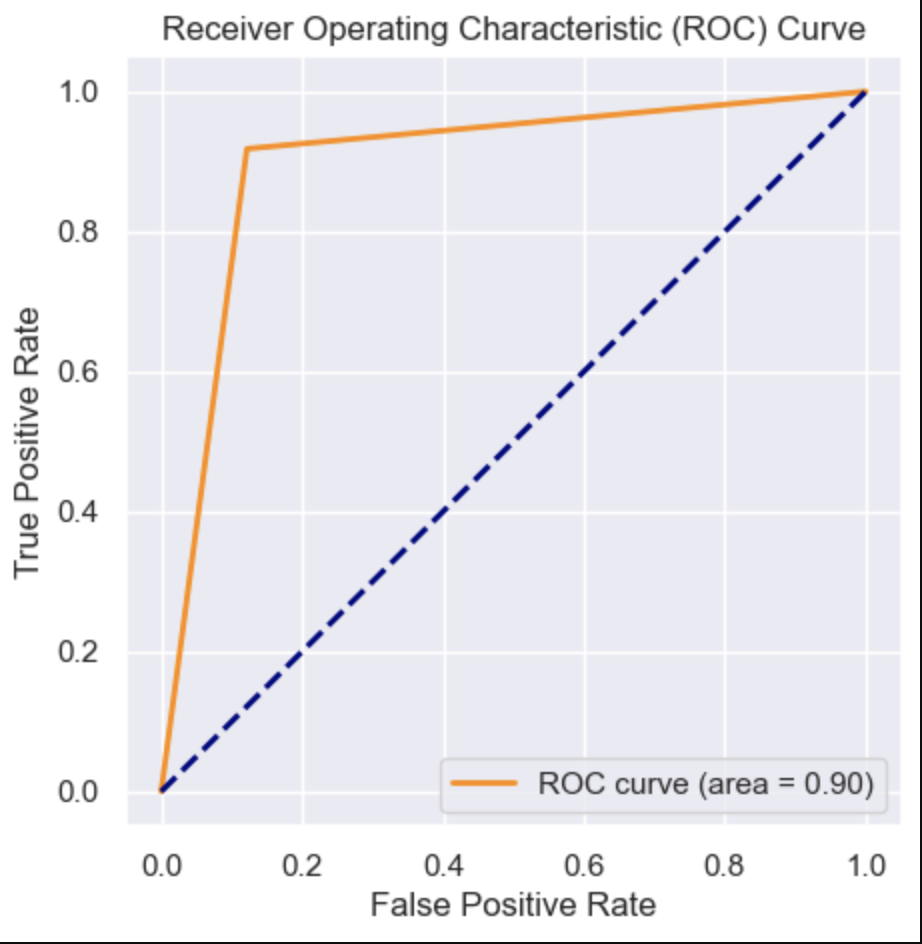 Receiver Operating Characteristic (ROC) Curve
1.0
0.8
0.6
0.4
0.2
0.0
True Positive Rate
ROC curve (area = 0.90)
0.0 0.2 0.4 0.6 0.8 1.0
False Positive Rate